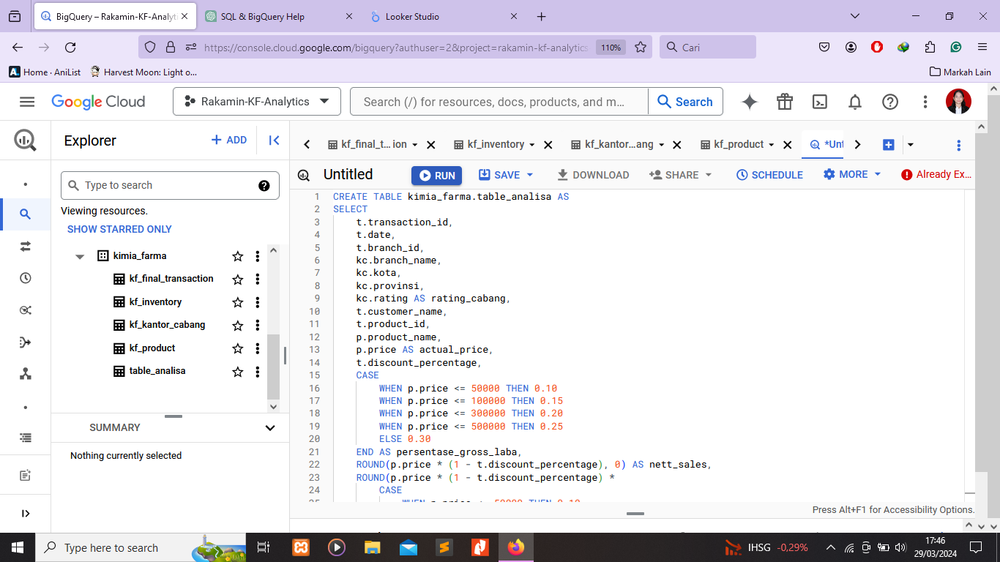 BigQuery – Rakamin-KF-Analyti
SQL & BigQuery Help
Looker Studio
https://console.cloud.google.com/bigquery?authuser=2&project=rakamin-kf-analytics
110%
Cari
Home · AniList
Harvest Moon: Light o...
Markah Lain
Google Cloud
Rakamin-KF-Analytics
Search (/) for resources, docs, products, and m...
Search
Explorer
+ ADD
kf_final_t... ion
kf_inventory
kf_kantor...ang
kf_product
*Unt
Untitled
RUN
SAVE
DOWNLOAD
SHARE
SCHEDULE
MORE
Already Ex...
Type to search
Viewing resources.
SHOW STARRED ONLY
kimia_farma
kf_final_transaction
kf_inventory
kf_kantor_cabang
kf_product
table_analisa
SUMMARY
Nothing currently selected
1 CREATE TABLE kimia_farma.table_analisa AS
2 SELECT
3 t.transaction_id,
4 t.date,
5 t.branch_id,
6 kc.branch_name,
7 kc.kota,
8 kc.provinsi,
9 kc.rating AS rating_cabang,
10 t.customer_name,
11 t.product_id,
12 p.product_name,
13 p.price AS actual_price,
14 t.discount_percentage,
15 CASE
16 WHEN p.price <= 50000 THEN 0.10
17 WHEN p.price <= 100000 THEN 0.15
18 WHEN p.price <= 300000 THEN 0.20
19 WHEN p.price <= 500000 THEN 0.25
20 ELSE 0.30
21 END AS persentase_gross_laba,
22 ROUND(p.price * (1 - t.discount_percentage), 0) AS nett_sales,
23 ROUND(p.price * (1 - t.discount_percentage) *
24 CASE
25 WHEN p.price <= 50000 THEN 0.10
Press Alt+F1 for Accessibility Options.
Type here to search
IHSG -0,29%
17:46
29/03/2024